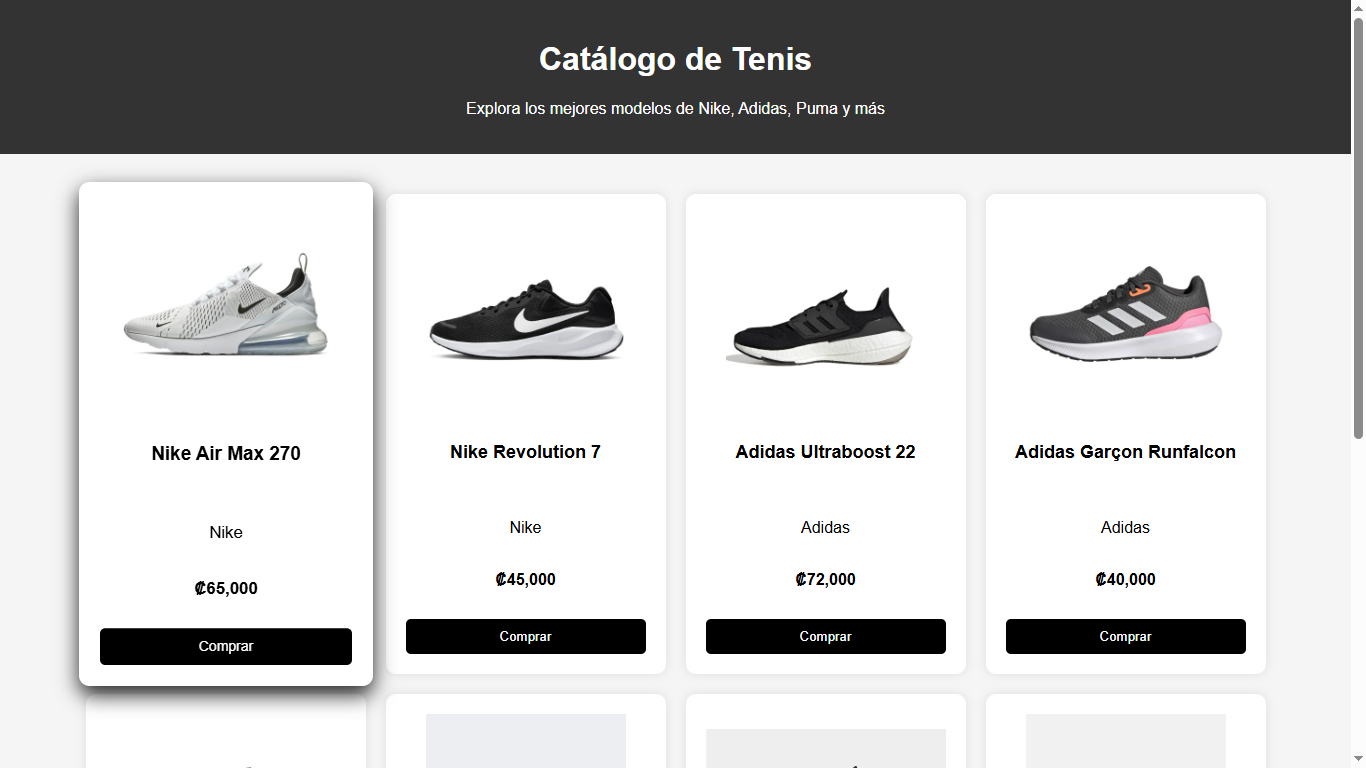 Catálogo de Tenis
Explora los mejores modelos de Nike, Adidas, Puma y más
Nike Air Max 270
Nike
₡65,000
Comprar
Nike Revolution 7
Nike
₡45,000
Comprar
Adidas Ultraboost 22
Adidas
₡72,000
Comprar
Adidas Garçon Runfalcon
Adidas
₡40,000
Comprar